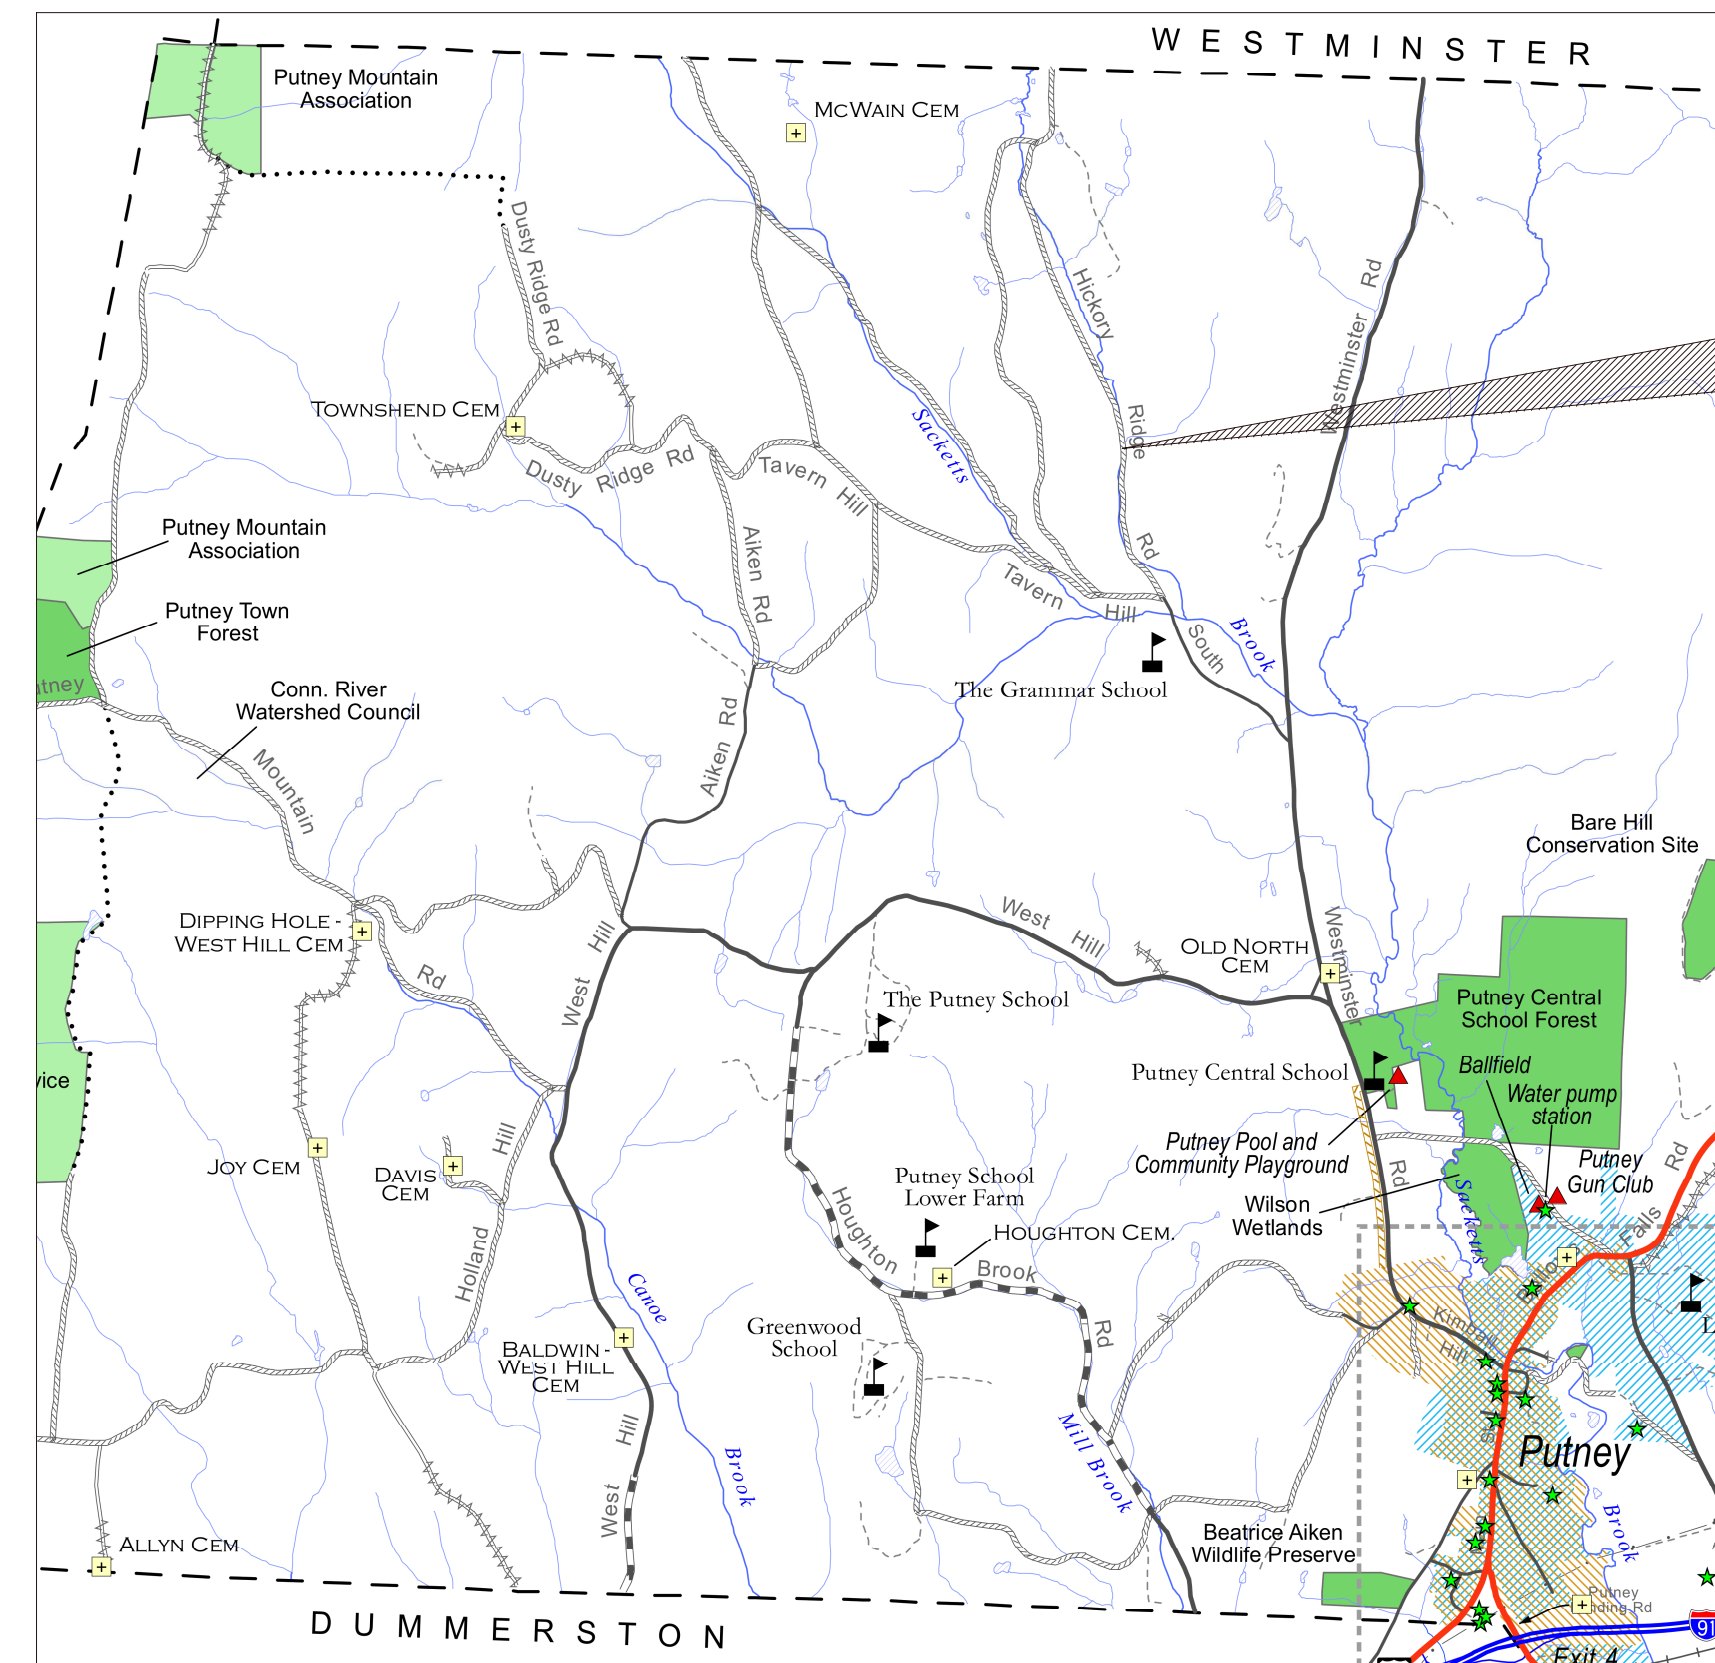 WESTMINSTER
Putney Mountain
Association
McWain Cem
Dusty Ridge Rd
Hickory
Ridge
Rd
Westminster Rd
Townshend Cem
Dusty Ridge Rd
Tavern
Hill
Sacketts
Brook
Putney Mountain
Association
Aiken Rd
Tavern
Hill
South
Putney Town
Forest
Conn. River
Watershed Council
The Grammar School
Aiken Rd
Mountain
Rd
Bare Hill
Conservation Site
Dipping Hole -
West Hill Cem
West
Hill
West
Hill
Old North
Cem
Westminster
Rd
The Putney School
Putney Central
School Forest
Putney Central School
Ballfield
Water pump
station
Putney Pool and
Community Playground
Putney
Gun Club
Wilson
Wetlands
Sacketts
Joy Cem
Davis
Cem
Holland
Hill
Putney School
Lower Farm
Houghton Cem.
Houghton
Brook
Rd
Falls
Rd
Canoe
Brook
Greenwood
School
Baldwin -
West Hill
Cem
Kimball
Hill
West
Hill
Mill Brook
Putney
Brook
Allyn Cem
Beatrice Aiken
Wildlife Preserve
Putney
DUMMERSTON
91
Exit 4